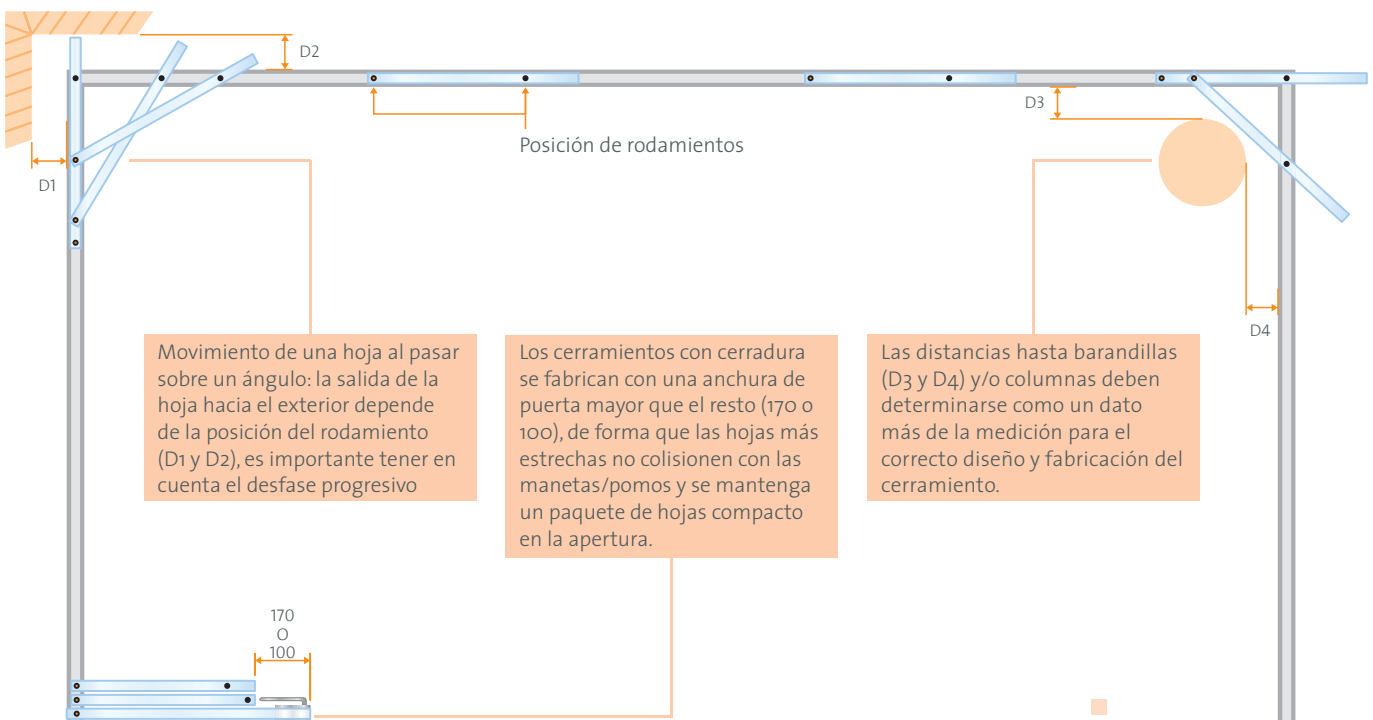 D2
D3
Posición de rodamientos
D1
D4
Movimiento de una hoja al pasar
sobre un ángulo: la salida de la
hoja hacia el exterior depende
de la posición del rodamiento
(D1 y D2), es importante tener en
cuenta el desfase progresivo
Los cerramientos con cerradura
se fabrican con una anchura de
puerta mayor que el resto (170 o
100), de forma que las hojas más
estrechas no colisionen con las
manetas/pomos y se mantenga
un paquete de hojas compacto
en la apertura.
Las distancias hasta barandillas
(D3 y D4) y/o columnas deben
determinarse como un dato
más de la medición para el
correcto diseño y fabricación del
cerramiento.
170
O
100